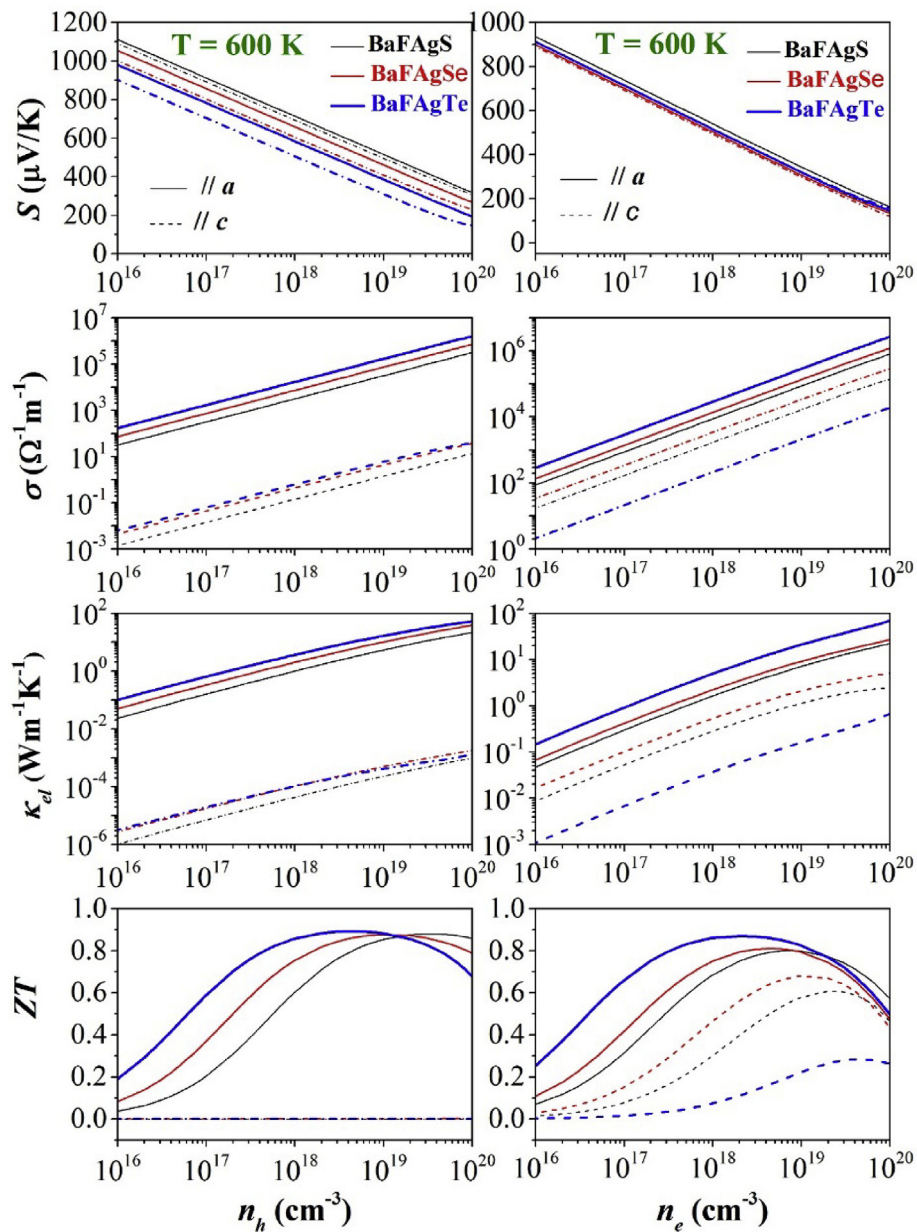 T = 600 K
BaFAgS
BaFAgSe
BaFAgTe
// a
// c
S (μV/K)
1200
1000
800
600
400
200
0
10^16 10^17 10^18 10^19 10^20
T = 600 K
BaFAgS
BaFAgSe
BaFAgTe
// a
// c
1000
800
600
400
200
0
10^16 10^17 10^18 10^19 10^20
σ (Ω^-1m^-1)
10^7
10^5
10^3
10^1
10^-1
10^-3
10^16 10^17 10^18 10^19 10^20
10^6
10^4
10^2
10^0
10^16 10^17 10^18 10^19 10^20
κ_el (Wm^-1K^-1)
10^2
10^0
10^-2
10^-4
10^-6
10^16 10^17 10^18 10^19 10^20
10^2
10^1
10^0
10^-1
10^-2
10^-3
10^16 10^17 10^18 10^19 10^20
ZT
1.0
0.8
0.6
0.4
0.2
0.0
10^16 10^17 10^18 10^19 10^20
n_h (cm^-3)
1.0
0.8
0.6
0.4
0.2
0.0
10^16 10^17 10^18 10^19 10^20
n_e (cm^-3)